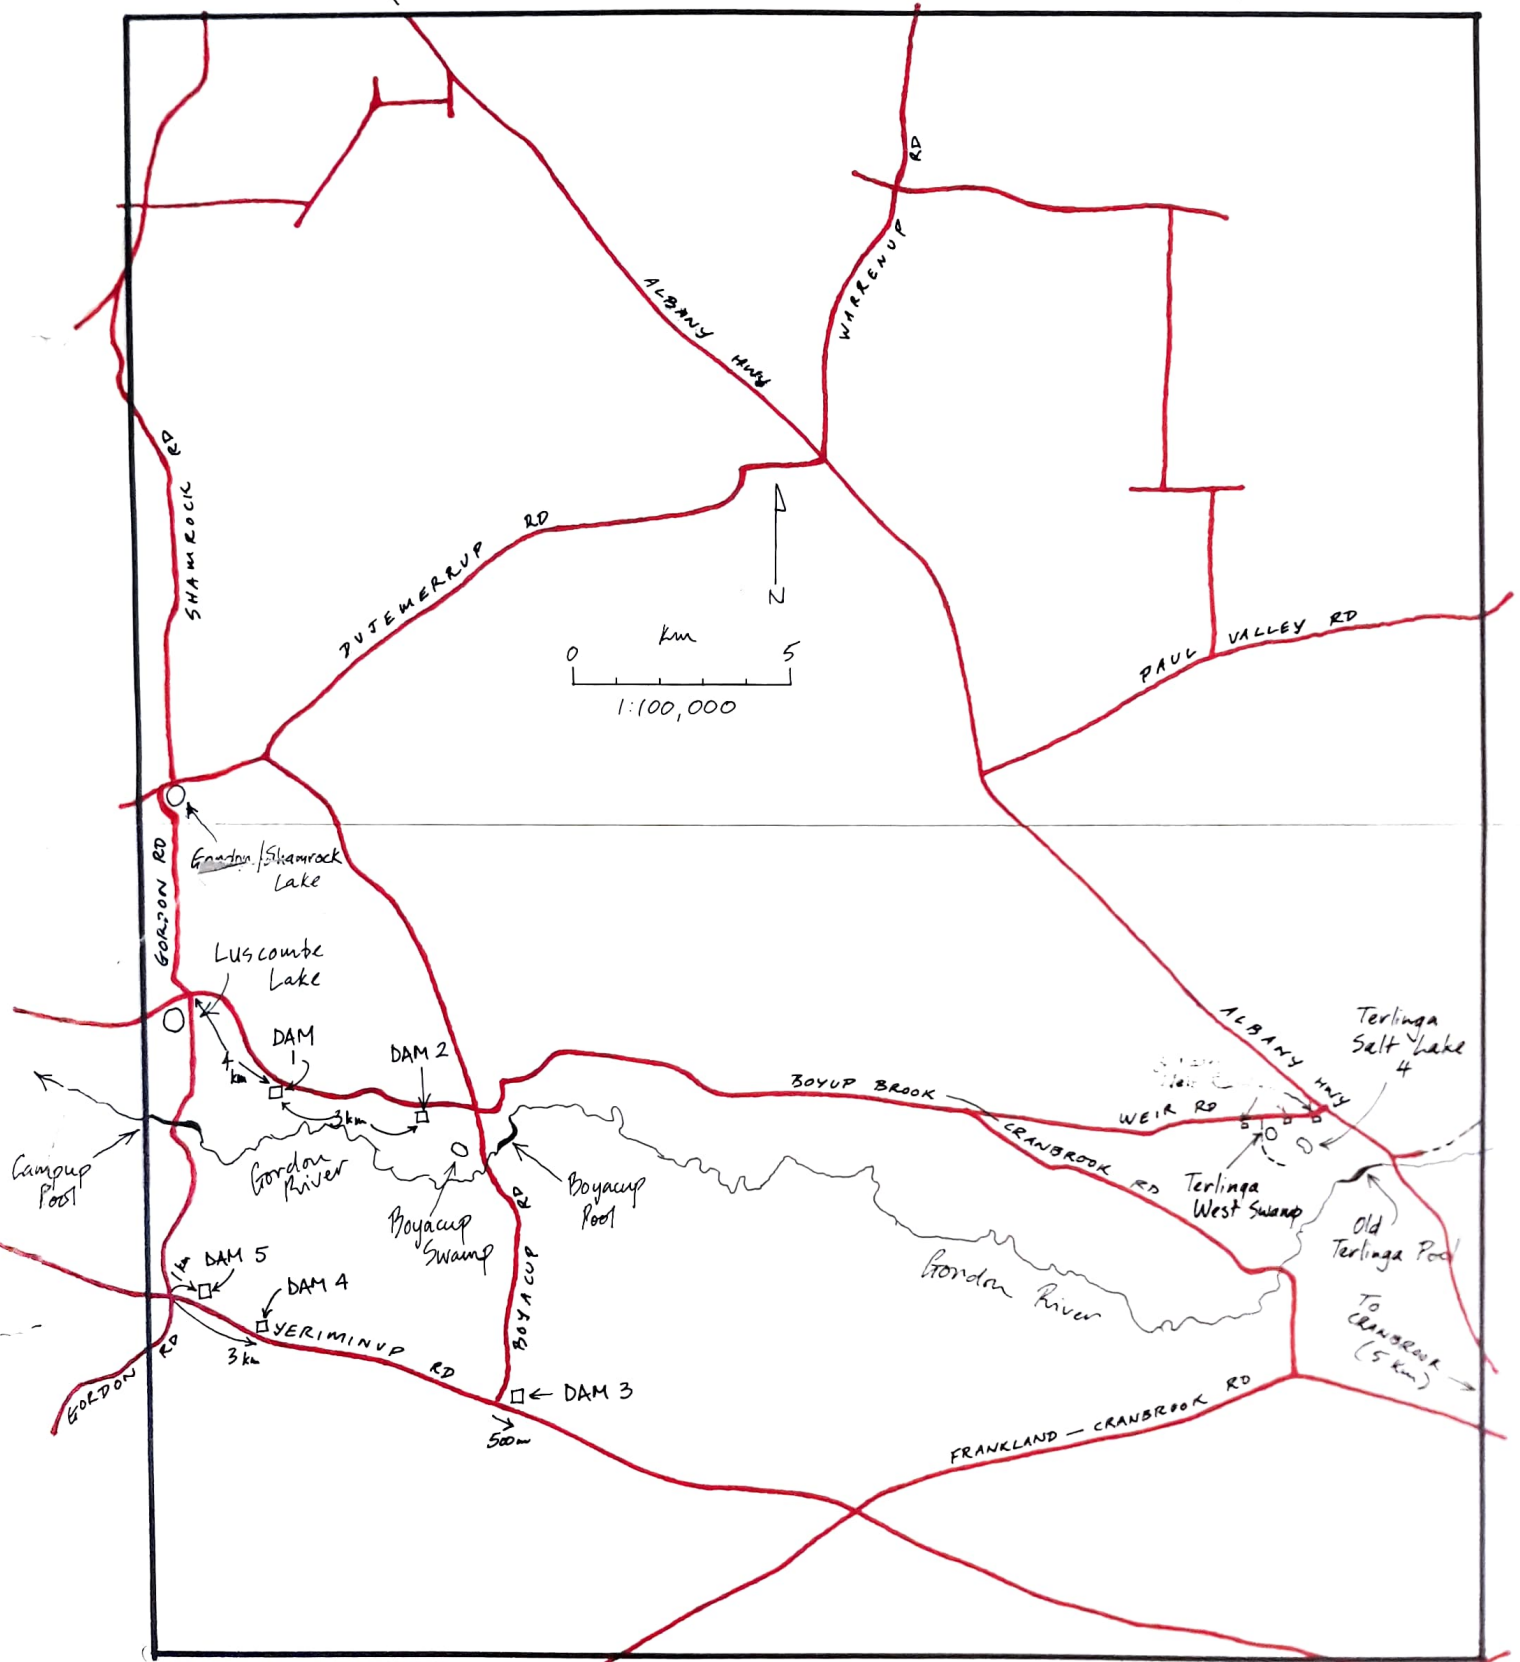 RD
WARRENUP
ALBANY HWY
RD
SHAMROCK
DUJEMERRUP RD
N
Km
0 5
1:100,000
PAUL VALLEY RD
/Shamrock
Lake
GORDON RD
Luscombe
Lake
DAM
1
4
km
DAM 2
3km
BOYUP BROOK
CRANBROOK
RD
WEIR RD
ALBANY HWY
Terlinga
Salt Lake
4
Campup
Pool
Gordon
River
Boyacup
Swamp
Boyacup
Pool
Terlinga
West Swamp
Old
Terlinga Pool
Gordon River
TO
CRANBROOK
(5 Km)
1km
DAM 5
DAM 4
3 km
YERIMINUP RD
BOYACUP RD
DAM 3
500m
GORDON RD
FRANKLAND — CRANBROOK RD